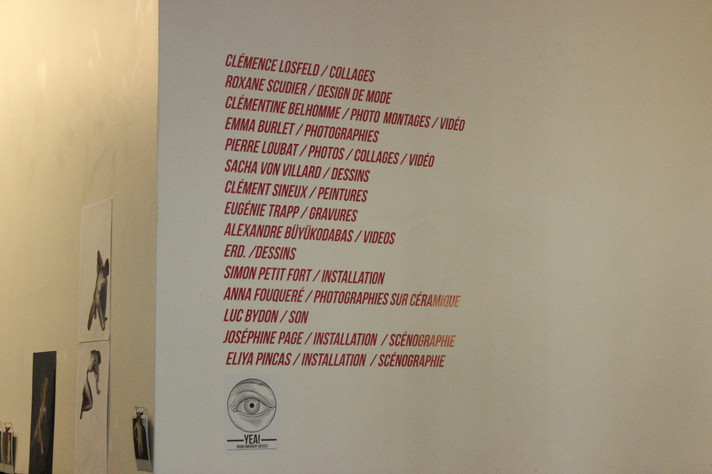 CLÉMENCE LOSFELD / COLLAGES
ROXANE SCUDIER / DESIGN DE MODE
CLÉMENTINE BELHOMME / PHOTO MONTAGES / VIDÉO
EMMA BURLET / PHOTOGRAPHIES
PIERRE LOUBAT / PHOTOS / COLLAGES / VIDÉO
SACHA VON VILLARD / DESSINS
CLÉMENT SINEUX / PEINTURES
EUGÉNIE TRAPP / GRAVURES
ALEXANDRE BÜYÜKODABAS / VIDEOS
ERD. /DESSINS
SIMON PETIT FORT / INSTALLATION
ANNA FOUQUERÉ / PHOTOGRAPHIES SUR CÉRAMIQUE
LUC BYDON / SON
JOSÉPHINE PAGE / INSTALLATION / SCÉNOGRAPHIE
ELIYA PINCAS / INSTALLATION / SCÉNOGRAPHIE
YEA!